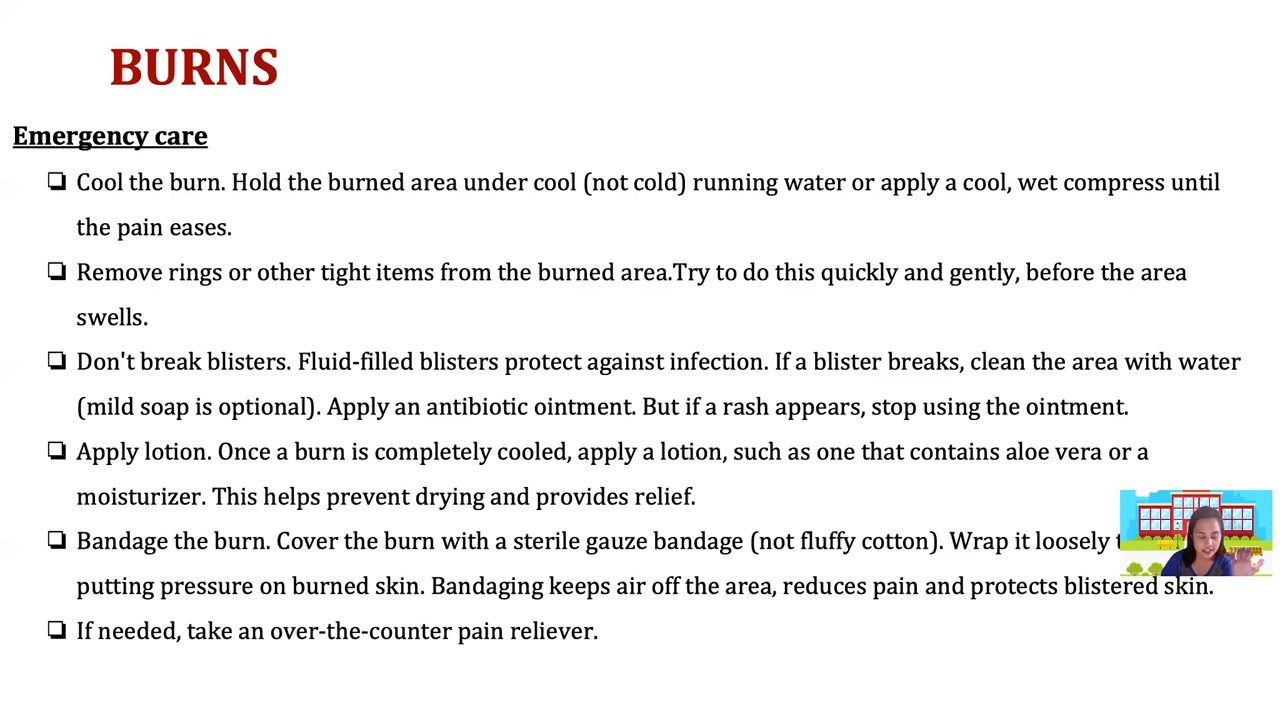 BURNS
Emergency care
❏ Cool the burn. Hold the burned area under cool (not cold) running water or apply a cool, wet compress until
the pain eases.
❏ Remove rings or other tight items from the burned area.Try to do this quickly and gently, before the area
swells.
❏ Don't break blisters. Fluid-filled blisters protect against infection. If a blister breaks, clean the area with water
(mild soap is optional). Apply an antibiotic ointment. But if a rash appears, stop using the ointment.
❏ Apply lotion. Once a burn is completely cooled, apply a lotion, such as one that contains aloe vera or a
moisturizer. This helps prevent drying and provides relief.
❏ Bandage the burn. Cover the burn with a sterile gauze bandage (not fluffy cotton). Wrap it loosely
putting pressure on burned skin. Bandaging keeps air off the area, reduces pain and protects blistered skin.
❏ If needed, take an over-the-counter pain reliever.